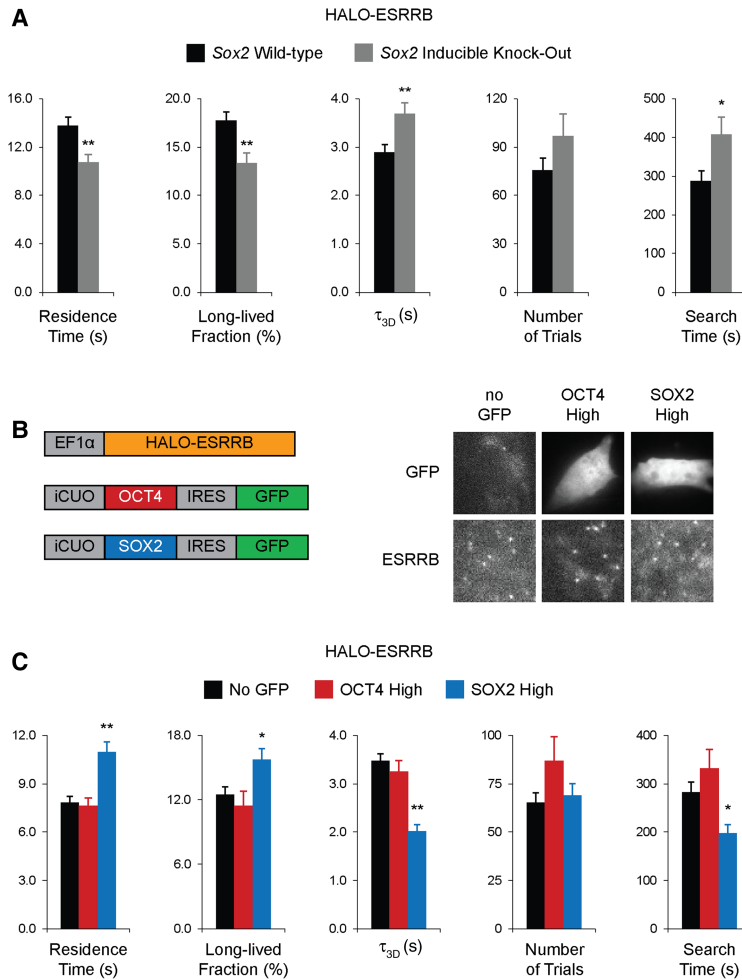 A
HALO-ESRRB
Sox2 Wild-type
Sox2 Inducible Knock-Out
16.0
12.0
8.0
4.0
0.0
**
Residence
Time (s)
20.0
15.0
10.0
5.0
0.0
**
Long-lived
Fraction (%)
4.0
3.0
2.0
1.0
0.0
**
τ3D (s)
120
90
60
30
0
Number
of Trials
500
400
300
200
100
0
*
Search
Time (s)
B
EF1α HALO-ESRRB
iCUO OCT4 IRES GFP
iCUO SOX2 IRES GFP
no
GFP
OCT4
High
SOX2
High
GFP
ESRRB
C
HALO-ESRRB
No GFP
OCT4 High
SOX2 High
12.0
9.0
6.0
3.0
0.0
**
Residence
Time (s)
18.0
12.0
6.0
0.0
*
Long-lived
Fraction (%)
4.0
3.0
2.0
1.0
0.0
**
τ3D (s)
100
75
50
25
0
Number
of Trials
400
300
200
100
0
*
Search
Time (s)